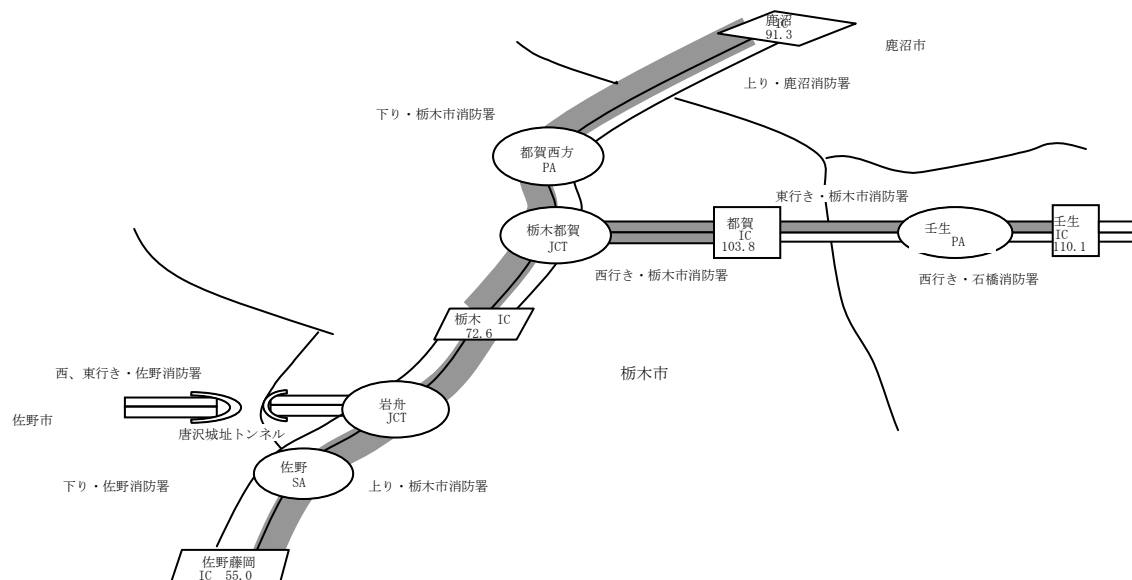 鹿沼
IC
91.3
鹿沼市
上り・鹿沼消防署
下り・栃木市消防署
都賀西方
PA
東行き・栃木市消防署
栃木都賀
JCT
都賀
IC
103.8
壬生
PA
壬生
IC
110.1
西行き・栃木市消防署
西行き・石橋消防署
栃木 IC
72.6
西、東行き・佐野消防署
栃木市
佐野市
岩舟
JCT
唐沢城址トンネル
佐野
SA
下り・佐野消防署
上り・栃木市消防署
佐野藤岡
IC 55.0